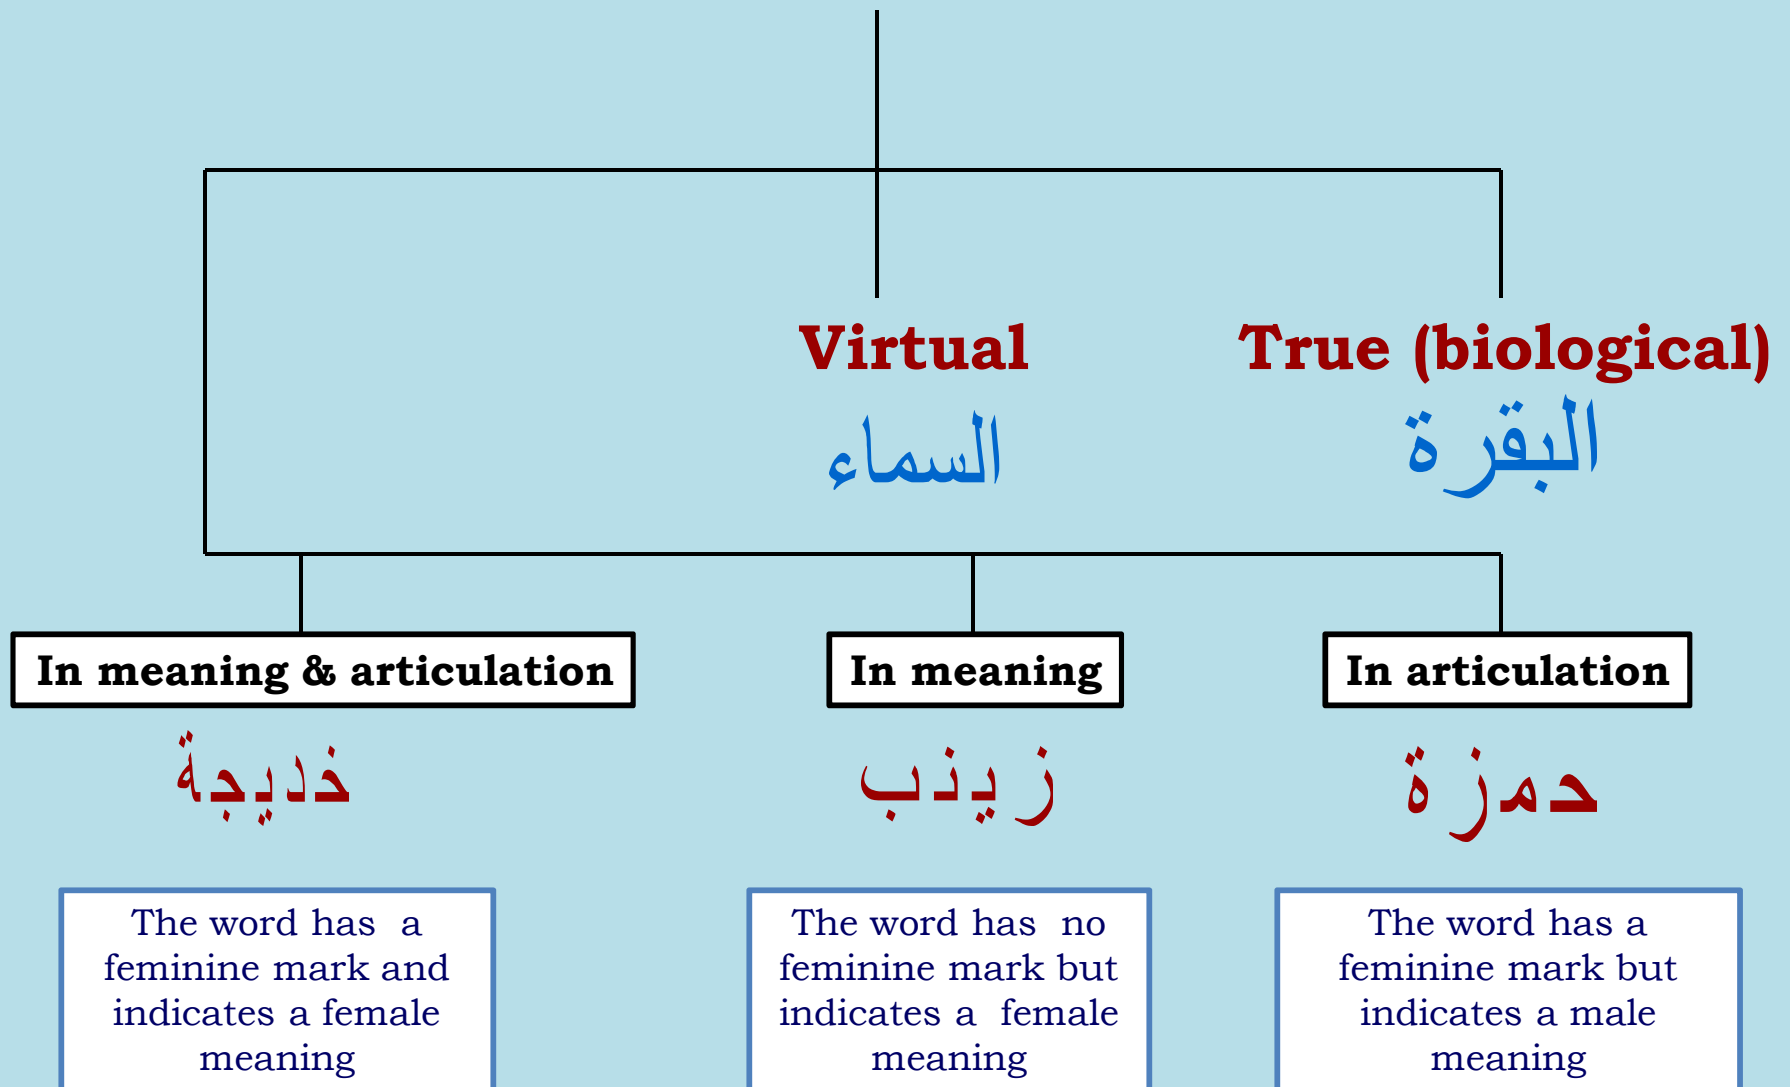 Virtual
السماء
True (biological)
البقرة
In meaning & articulation
خديجة
The word has a
feminine mark and
indicates a female
meaning
In meaning
زينب
The word has no
feminine mark but
indicates a female
meaning
In articulation
حمزة
The word has a
feminine mark but
indicates a male
meaning